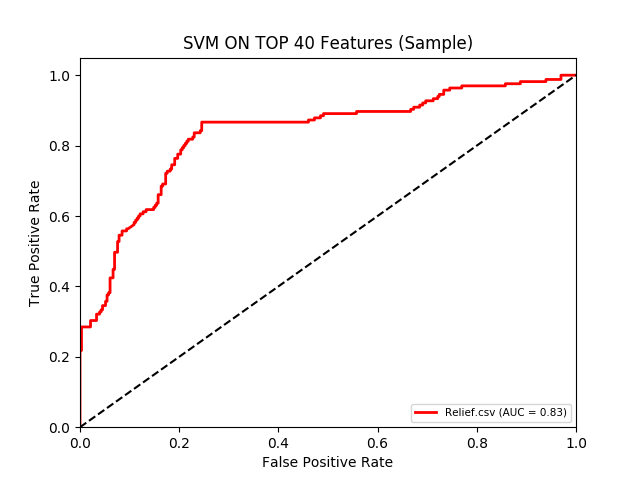 SVM ON TOP 40 Features (Sample)
1.0
0.8
0.6
0.4
0.2
0.0
True Positive Rate
0.0 0.2 0.4 0.6 0.8 1.0
False Positive Rate
Relief.csv (AUC = 0.83)